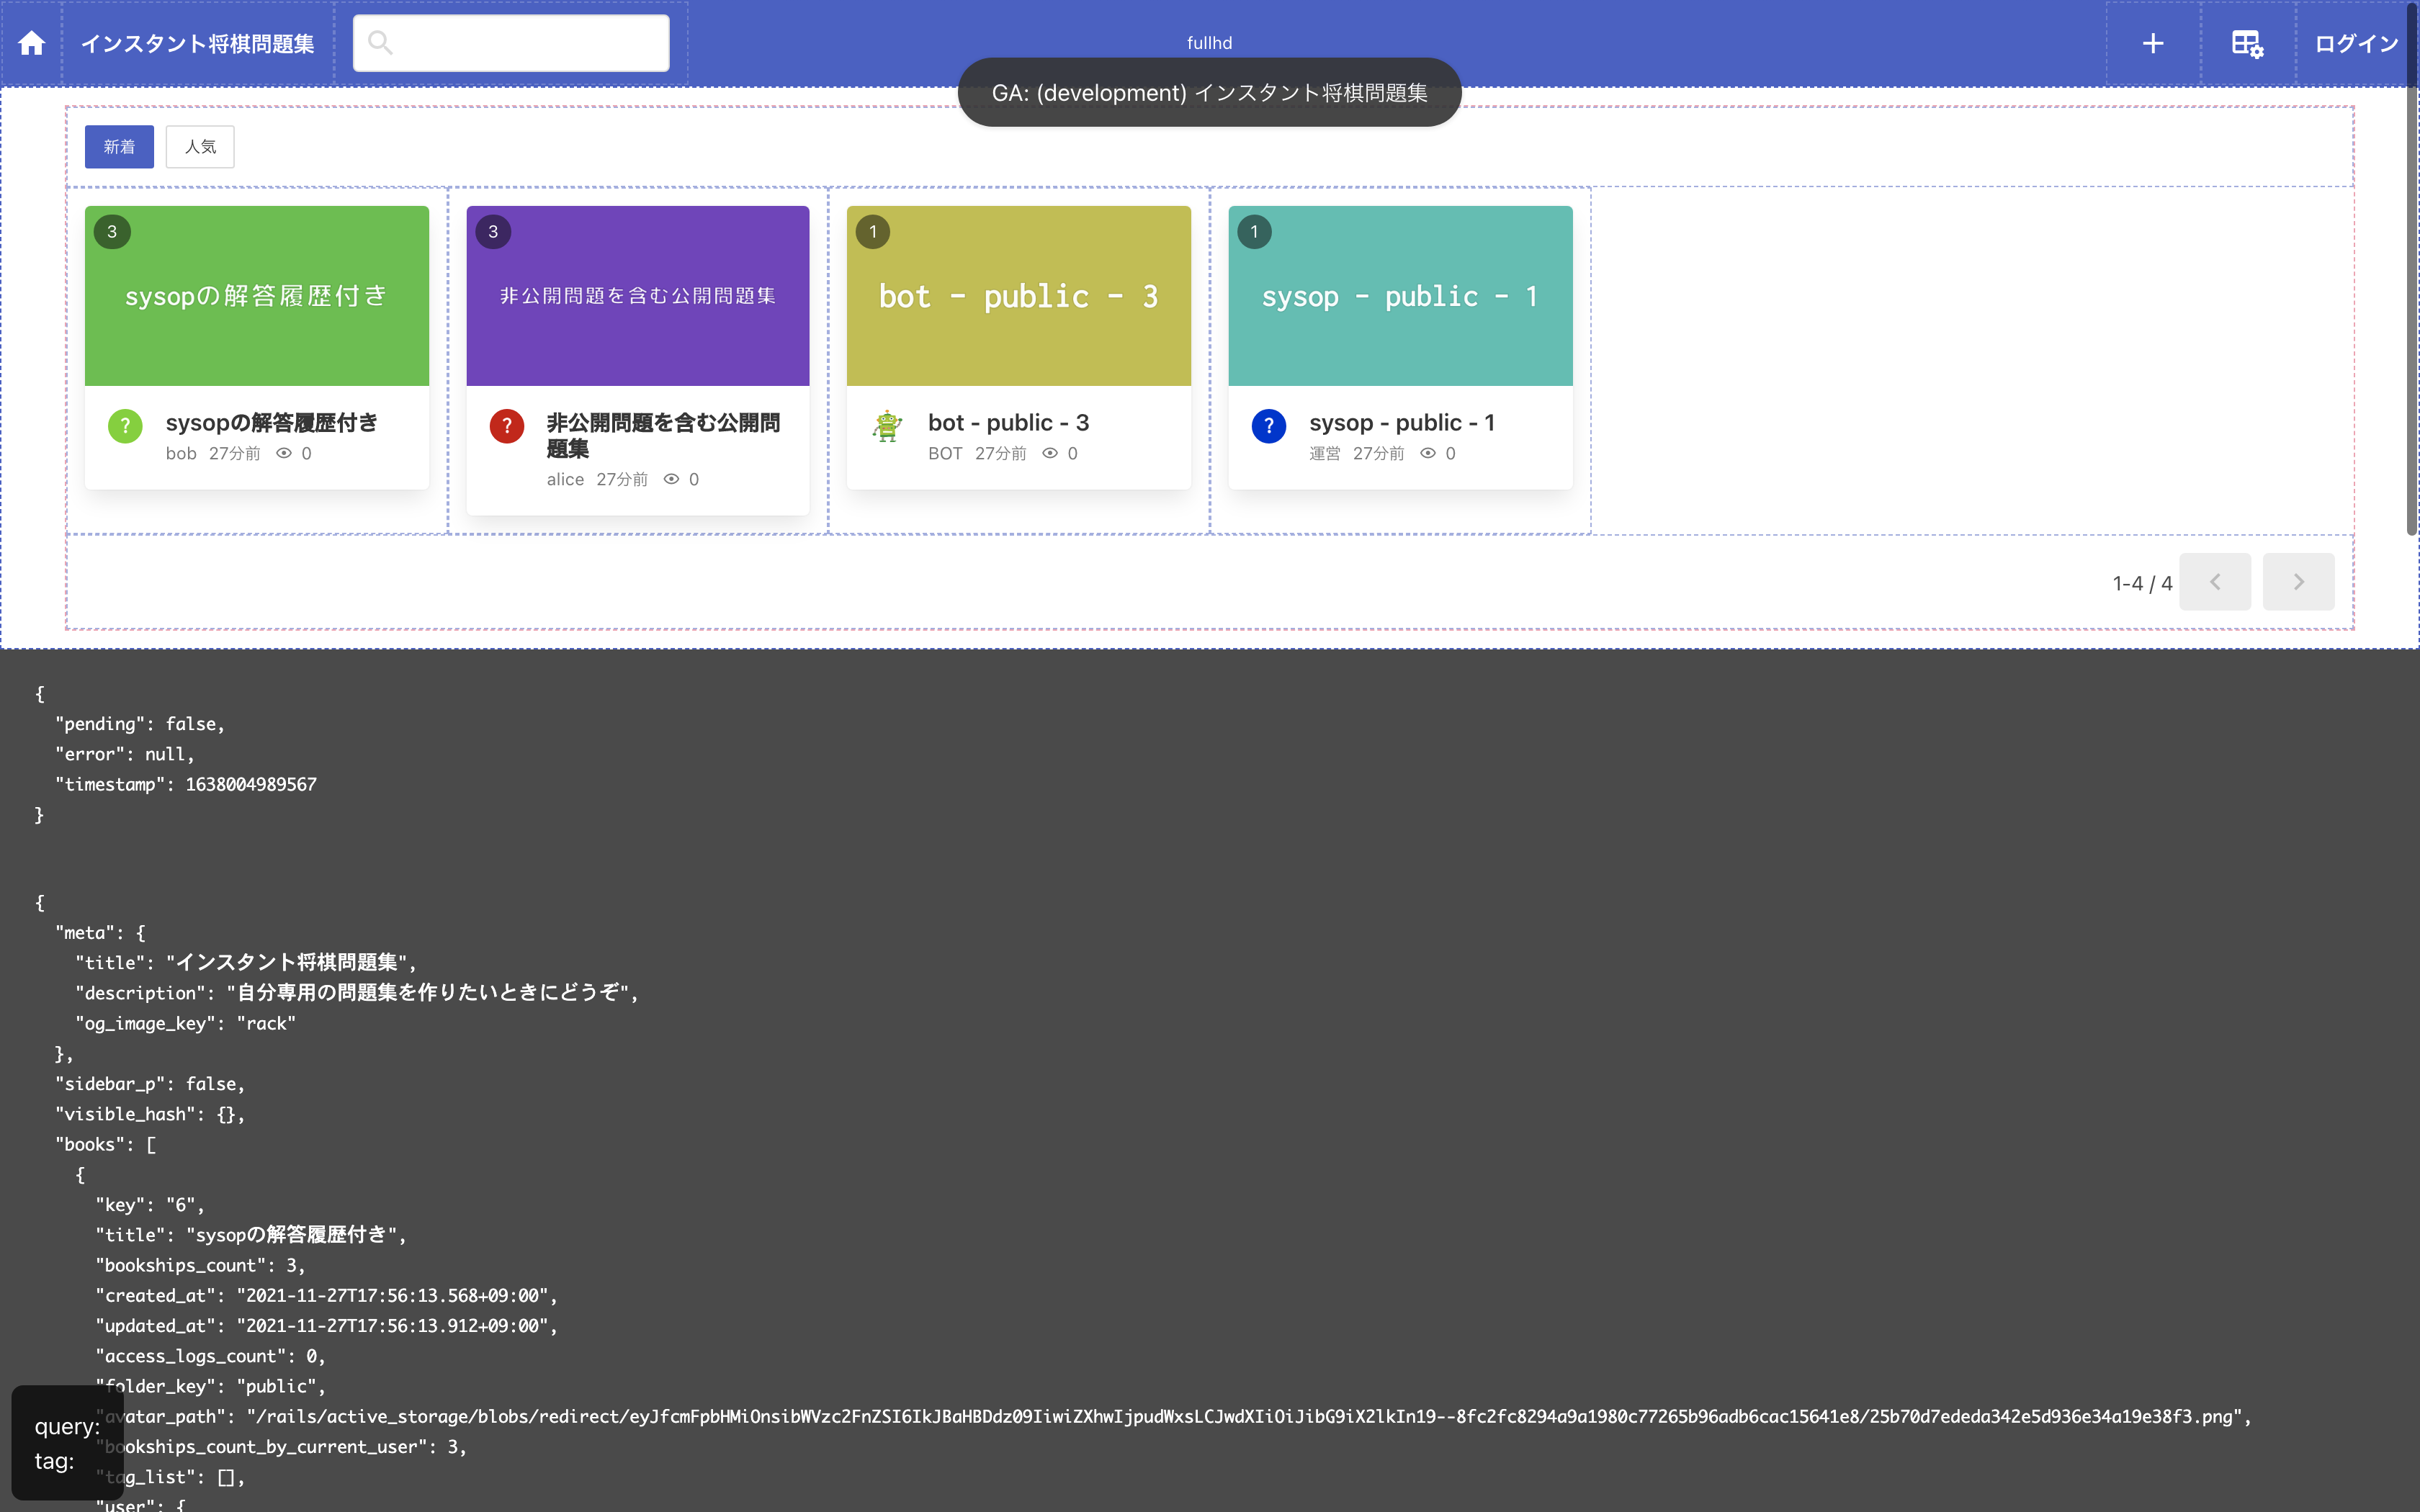 インスタント将棋問題集
fullhd
ログイン
GA: (development) インスタント将棋問題集
新着
人気
3
sysopの解答履歴付き
?
sysopの解答履歴付き
bob 27分前 0
3
非公開問題を含む公開問題集
?
非公開問題を含む公開問
題集
alice 27分前 0
1
bot - public - 3
bot - public - 3
BOT 27分前 0
1
sysop - public - 1
?
sysop - public - 1
運営 27分前 0
1-4 / 4
{
"pending": false,
"error": null,
"timestamp": 1638004989567
}
{
"meta": {
"title": "インスタント将棋問題集",
"description": "自分専用の問題集を作りたいときにどうぞ",
"og_image_key": "rack"
},
"sidebar_p": false,
"visible_hash": {},
"books": [
{
"key": "6",
"title": "sysopの解答履歴付き",
"bookships_count": 3,
"created_at": "2021-11-27T17:56:13.568+09:00",
"updated_at": "2021-11-27T17:56:13.912+09:00",
"access_logs_count": 0,
"folder_key": "public",
"avatar_path": "/rails/active_storage/blobs/redirect/eyJfcmFpbHMiOnsibWVzc2FnZSI6IkJBaHBDdz09IiwiZXhwIjpudWxsLCJwdXIiOiJibG9iX2lkIn19--8fc2fc8294a9a1980c77265b96adb6cac15641e8/25b70d7ededa342e5d936e34a19e38f3.png",
"bookships_count_by_current_user": 3,
"tag_list": [],
"user": {
query:
tag: